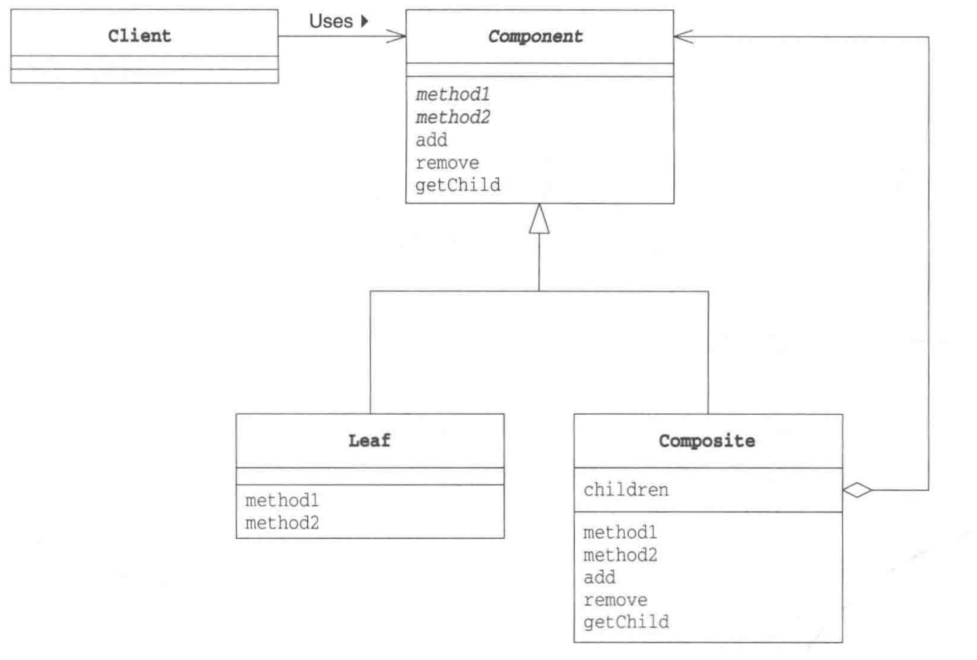 Client
Uses
Component
method1
method2
add
remove
getChild
Leaf
method1
method2
Composite
children
method1
method2
add
remove
getChild